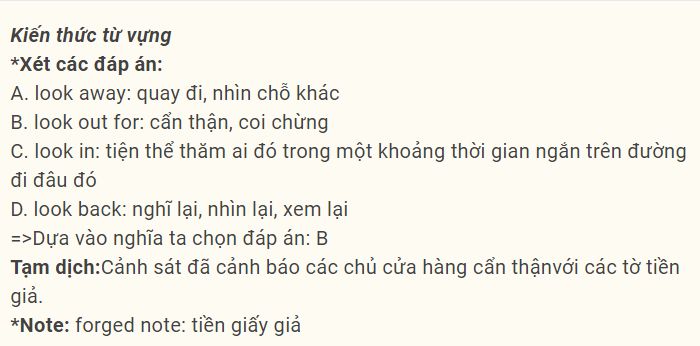 Kiến thức từ vựng
*Xét các đáp án:
A. look away: quay đi, nhìn chỗ khác
B. look out for: cẩn thận, coi chừng
C. look in: tiện thể thăm ai đó trong một khoảng thời gian ngắn trên đường
đi đâu đó
D. look back: nghĩ lại, nhìn lại, xem lại
=>Dựa vào nghĩa ta chọn đáp án: B
Tạm dịch:Cảnh sát đã cảnh báo các chủ cửa hàng cẩn thậnvới các tờ tiền
giả.
*Note: forged note: tiền giấy giả